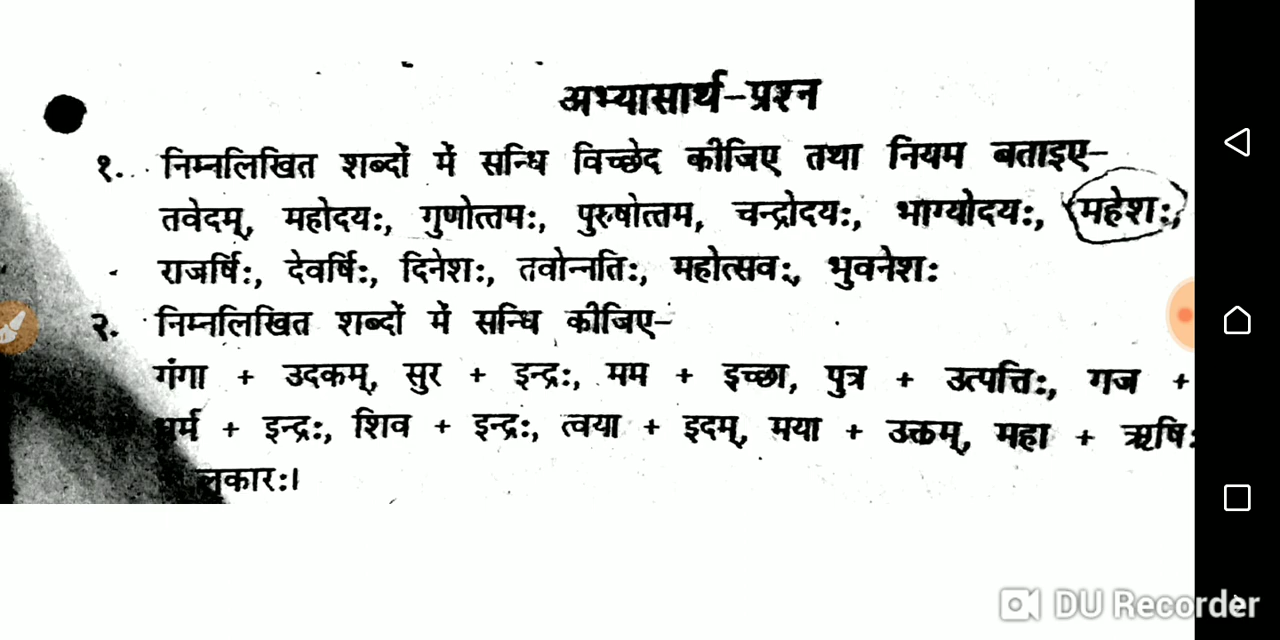 अभ्यासार्थ-प्रश्न
१. निम्नलिखित शब्दों में सन्धि विच्छेद कीजिए तथा नियम बताइए-
तवेदम्, महोदयः, गुणोत्तमः, पुरुषोत्तम, चन्द्रोदयः, भाग्योदयः, महेशः,
राजर्षिः, देवर्षिः, दिनेशः, तवोन्नतिः, महोत्सवः, भुवनेशः
२. निम्नलिखित शब्दों में सन्धि कीजिए-
गंगा + उदकम्, सुर + इन्द्रः, मम + इच्छा, पुत्र + उत्पत्तिः, गज +
+ इन्द्रः, शिव + इन्द्रः, त्वया + इदम्, मया + उक्तम्, महा + ऋषिः
लृकारः।
DU Recorder